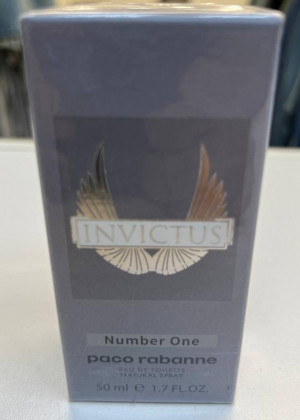 INVICTUS
Number One
paco rabanne
EAU DE TOILETTE
NATURAL SPRAY
50 ml ℮ 1.7 FL.OZ.